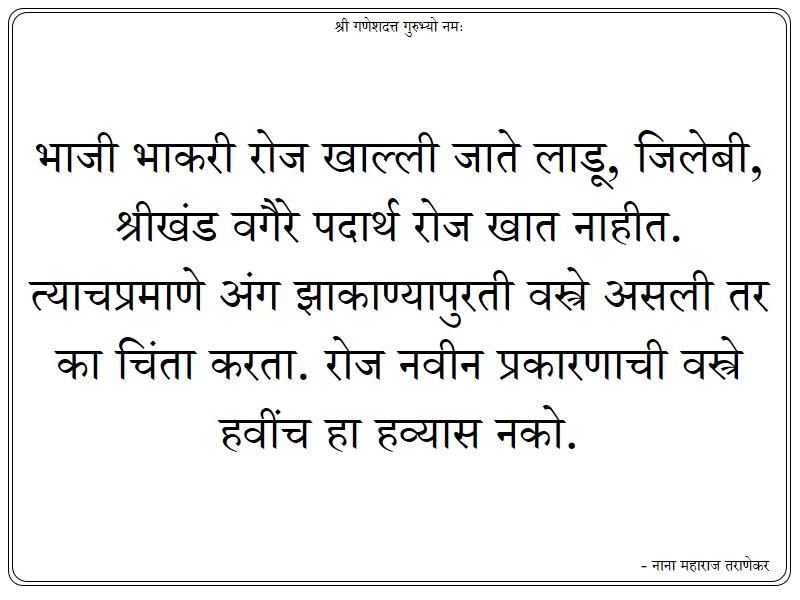 श्री गणेशदत्त गुरुभ्यो नमः
भाजी भाकरी रोज खाल्ली जाते लाडू, जिलेबी,
श्रीखंड वगैरे पदार्थ रोज खात नाहीत.
त्याचप्रमाणे अंग झाकाण्यापुरती वस्त्रे असली तर
का चिंता करता. रोज नवीन प्रकारणाची वस्त्रे
हवींच हा हव्यास नको.
- नाना महाराज तराणेकर